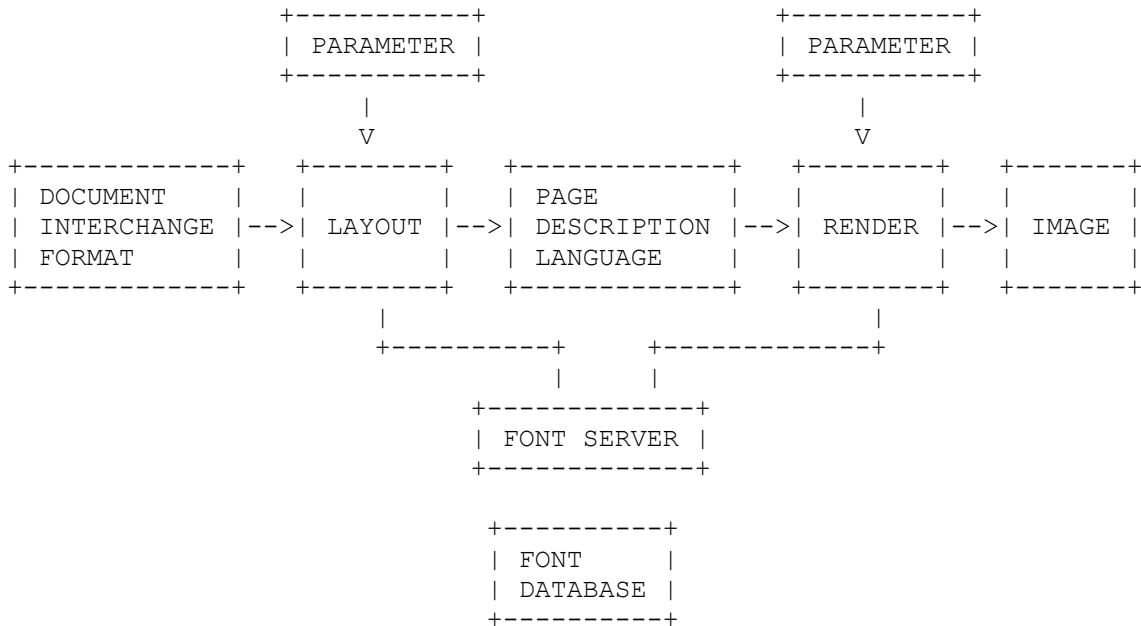 PARAMETER PARAMETER
DOCUMENT PAGE
INTERCHANGE LAYOUT DESCRIPTION RENDER IMAGE
FORMAT LANGUAGE
FONT SERVER
FONT
DATABASE